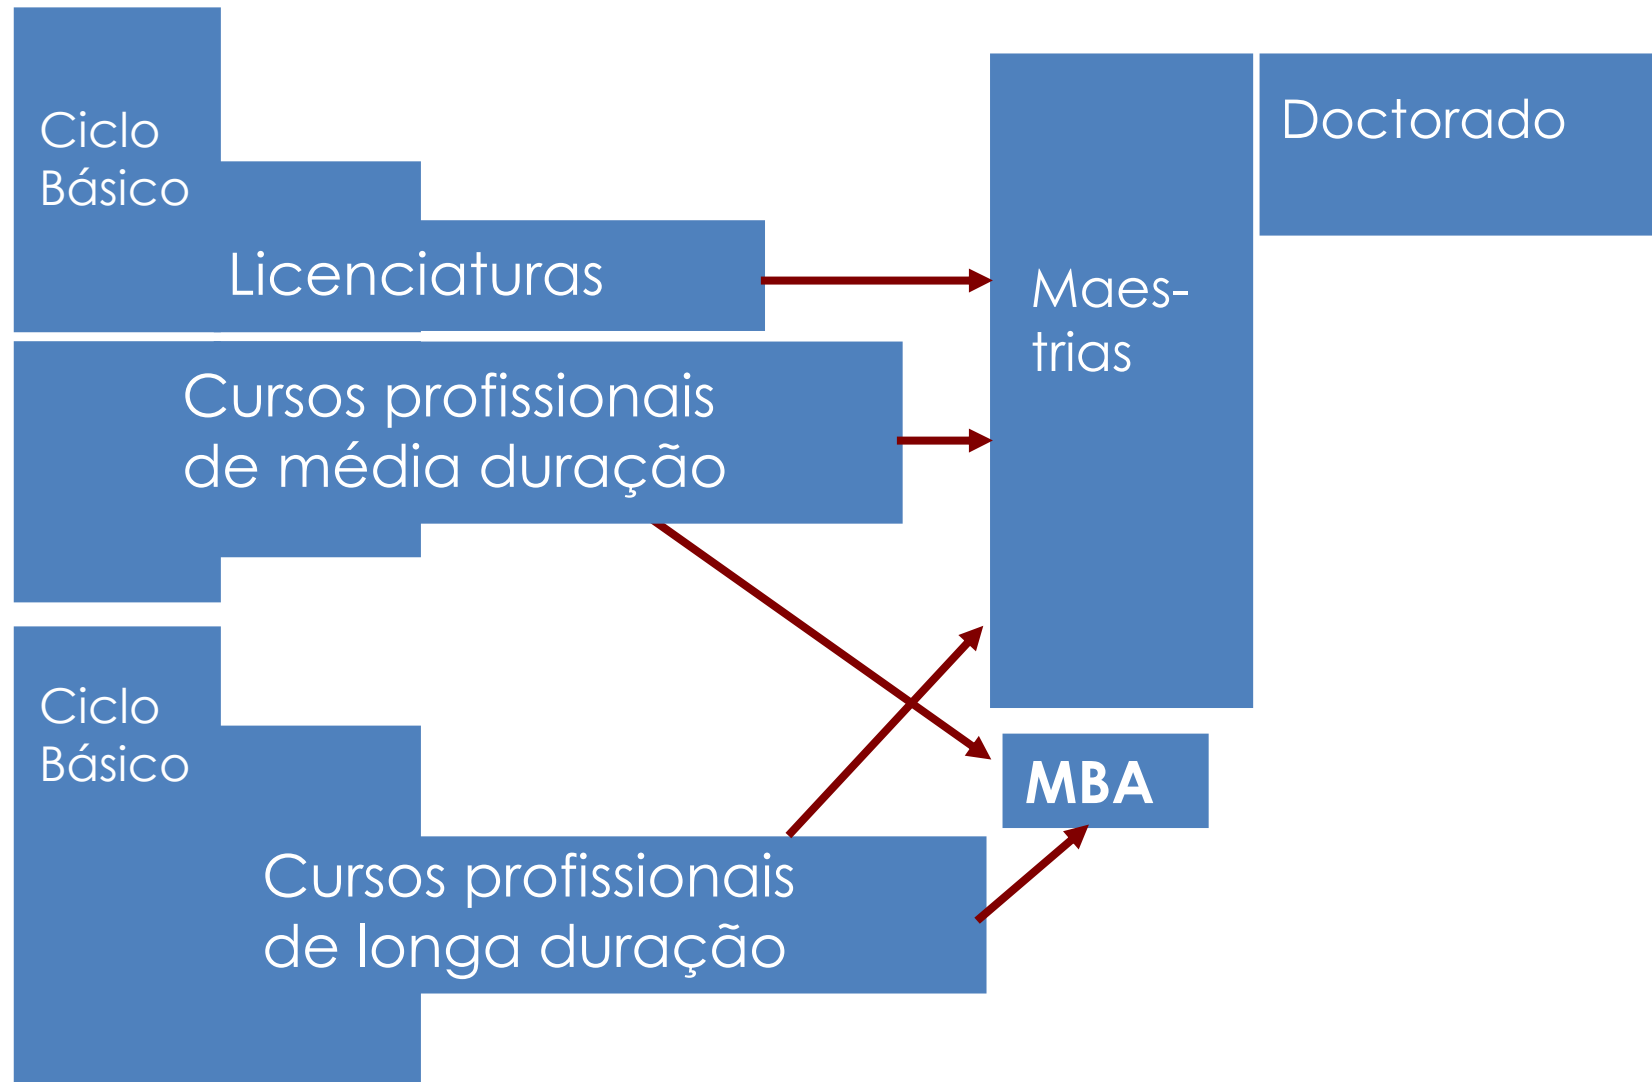 Ciclo
Básico
Licenciaturas
Cursos profissionais
de média duração
Ciclo
Básico
Cursos profissionais
de longa duração
Maes-
trias
MBA
Doctorado